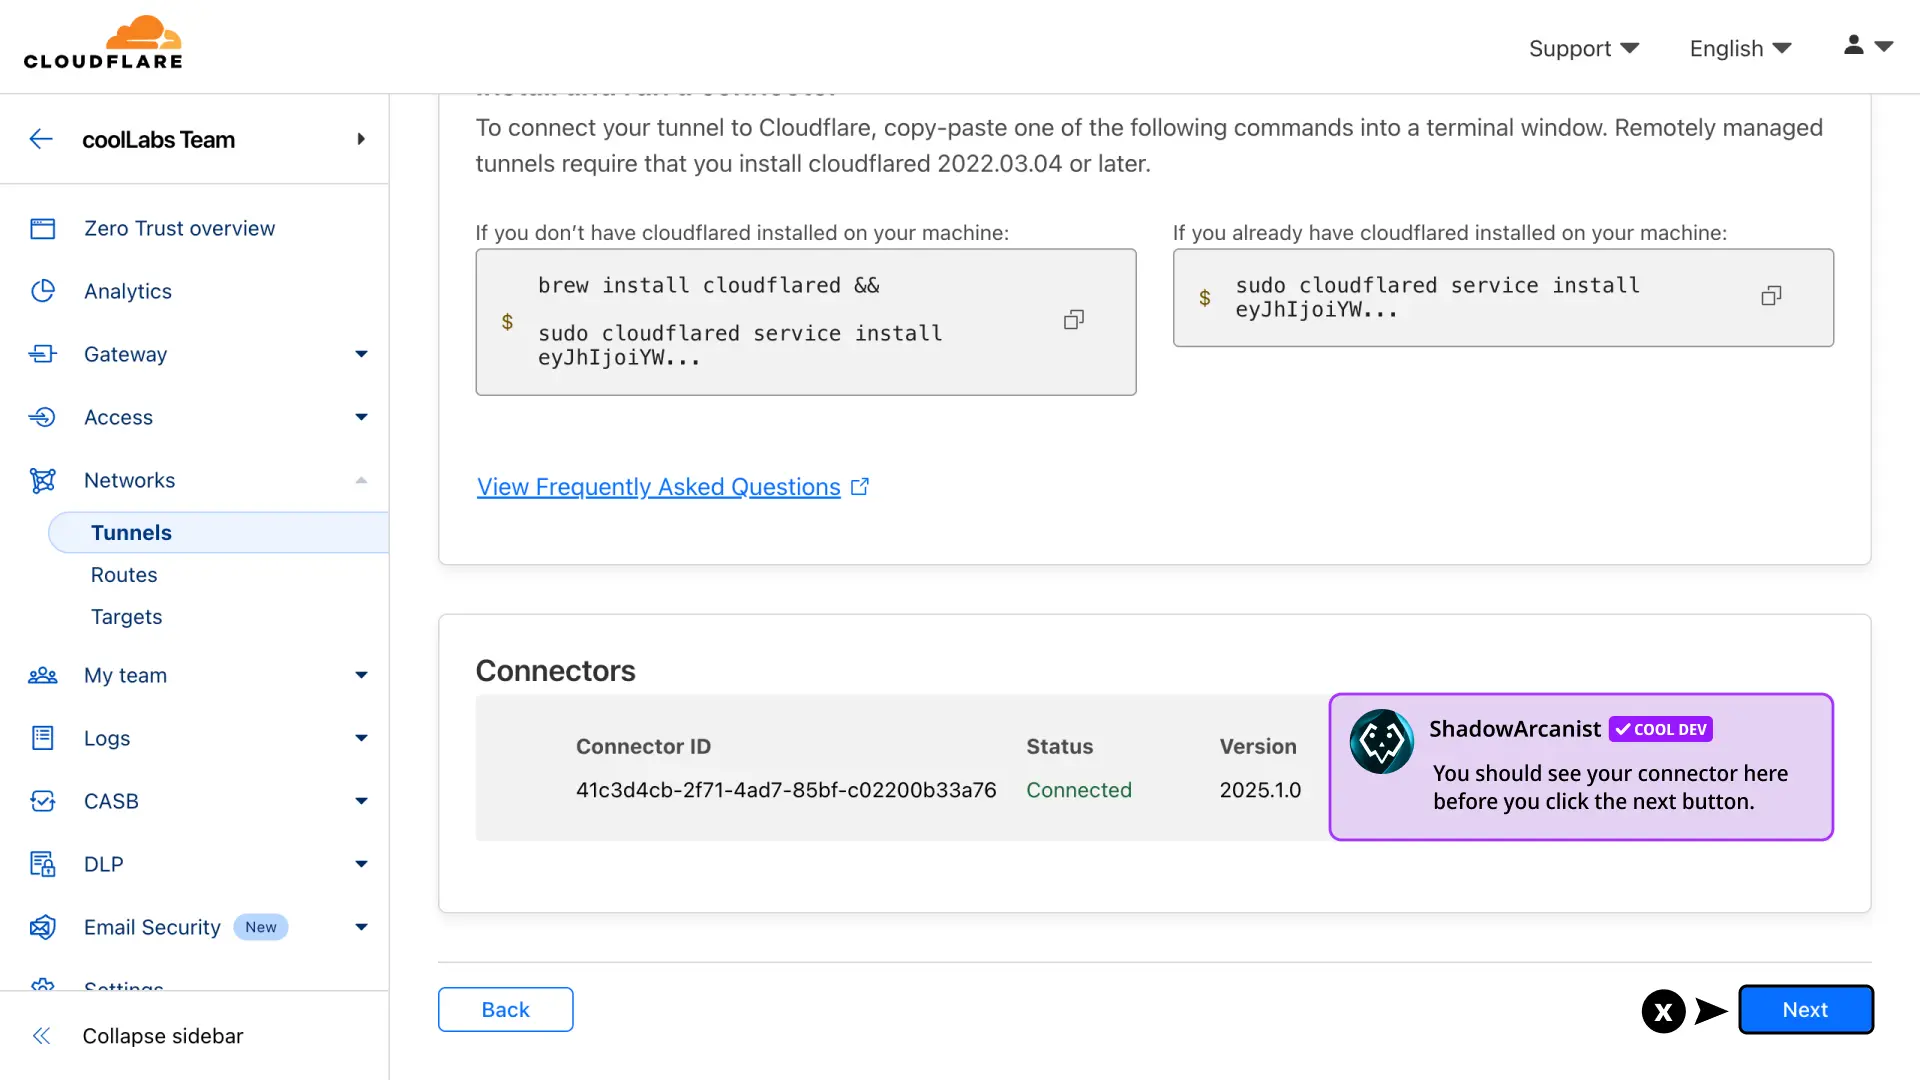 CLOUDFLARE
Support
English
coolLabs Team
Zero Trust overview
Analytics
Gateway
Access
Networks
Tunnels
Routes
Targets
My team
Logs
CASB
DLP
Email Security New
Settings
Collapse sidebar
Install and run a connector
To connect your tunnel to Cloudflare, copy-paste one of the following commands into a terminal window. Remotely managed
tunnels require that you install cloudflared 2022.03.04 or later.
If you don’t have cloudflared installed on your machine:
$ brew install cloudflared &&
sudo cloudflared service install
eyJhIjoiYW...
If you already have cloudflared installed on your machine:
$ sudo cloudflared service install
eyJhIjoiYW...
View Frequently Asked Questions
Connectors
Connector ID Status Version
41c3d4cb-2f71-4ad7-85bf-c02200b33a76 Connected 2025.1.0
ShadowArcanist COOL DEV
You should see your connector here
before you click the next button.
Back
X Next